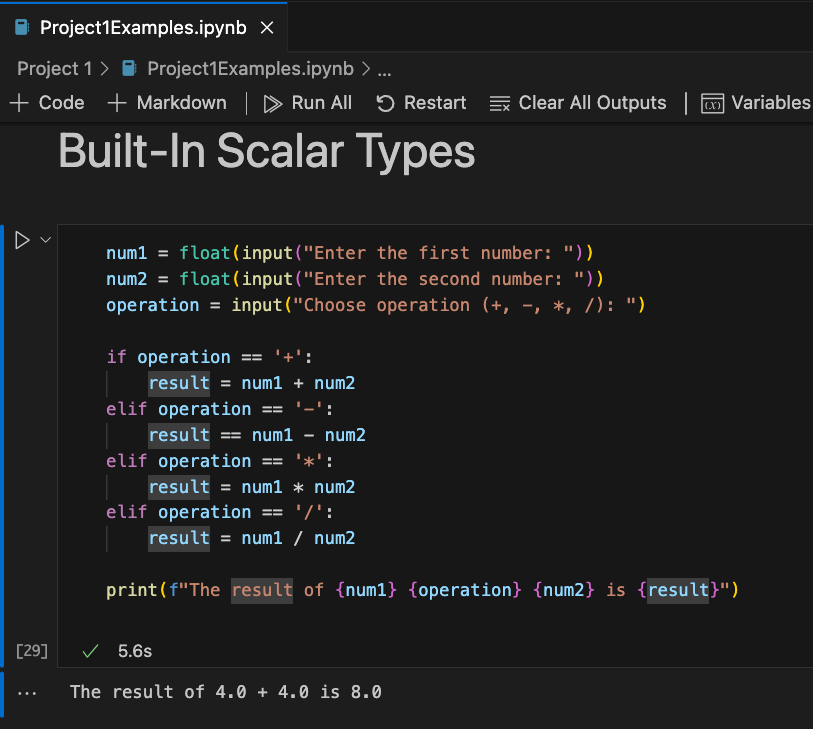 Project1Examples.ipynb ×
Project 1 > Project1Examples.ipynb > ...
+ Code + Markdown | Run All Restart Clear All Outputs | (x) Variables
Built-In Scalar Types
num1 = float(input("Enter the first number: "))
num2 = float(input("Enter the second number: "))
operation = input("Choose operation (+, -, *, /): ")
if operation == '+':
    result = num1 + num2
elif operation == '-':
    result == num1 - num2
elif operation == '*':
    result = num1 * num2
elif operation == '/':
    result = num1 / num2
print(f"The result of {num1} {operation} {num2} is {result}")
[29] ✓ 5.6s
... The result of 4.0 + 4.0 is 8.0